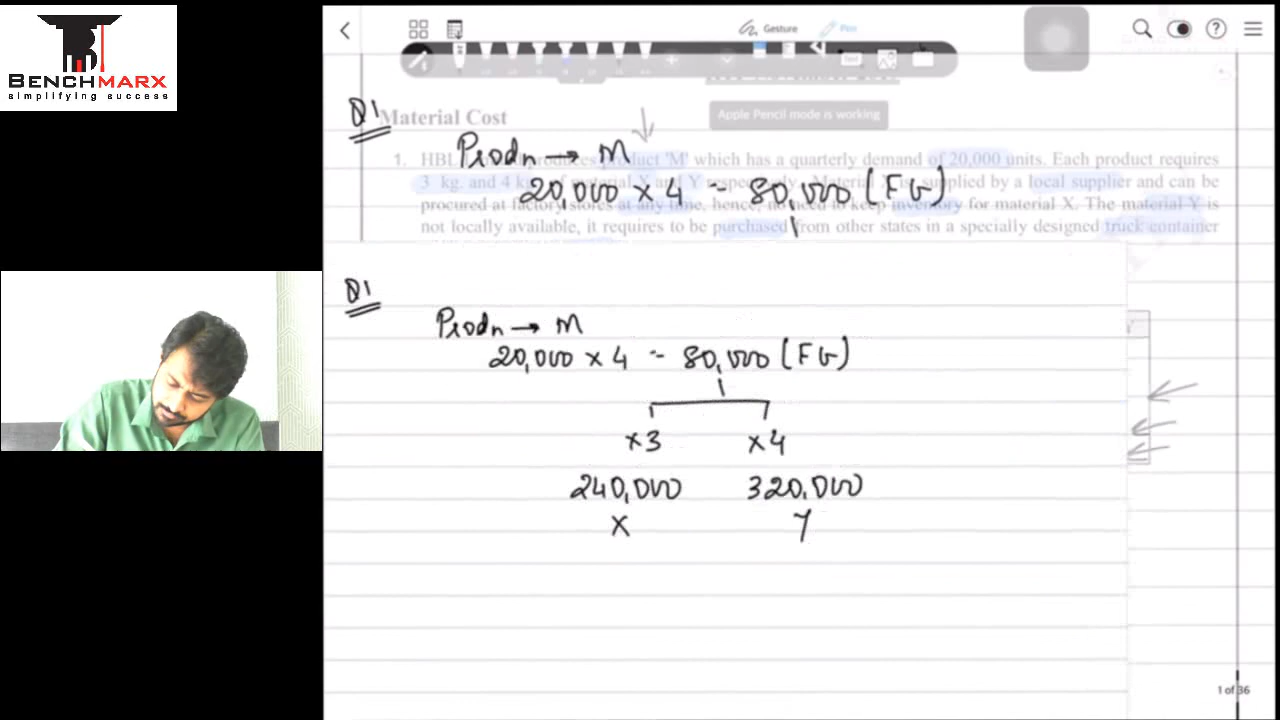 BENCHMARX
simplifying success
Gesture Pen
Apple Pencil mode is working
Q1
Material Cost
Prodn → M
1. HBL produces product 'M' which has a quarterly demand of 20,000 units. Each product requires
3 kg. and 4 kg. of material X and Y respectively. Material X is supplied by a local supplier and can be
20,000 x 4 = 80,000 (FG)
procured at factory stores at any time, hence, no need to keep inventory for material X. The material Y is
not locally available, it requires to be purchased from other states in a specially designed truck container
Q1
Prodn → M
20,000 x 4 = 80,000 (FG)
x3 x4
240,000 320,000
X Y
1 of 36